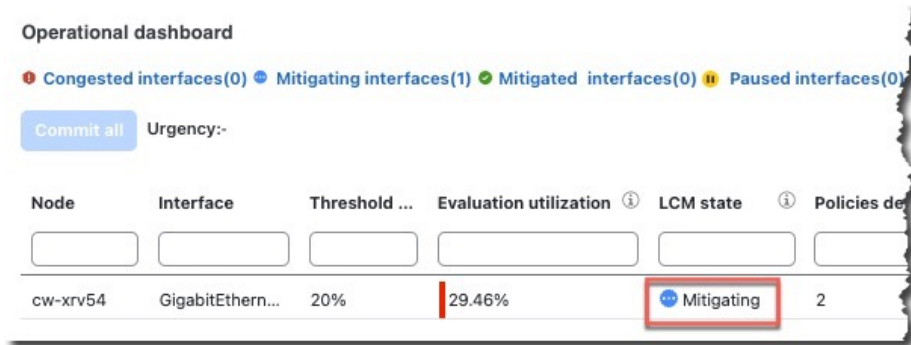 Operational dashboard
Congested interfaces(0) Mitigating interfaces(1) Mitigated interfaces(0) Paused interfaces(0)
Commit all Urgency:-
Node Interface Threshold ... Evaluation utilization LCM state Policies de
cw-xrv54 GigabitEthern... 20% 29.46% Mitigating 2